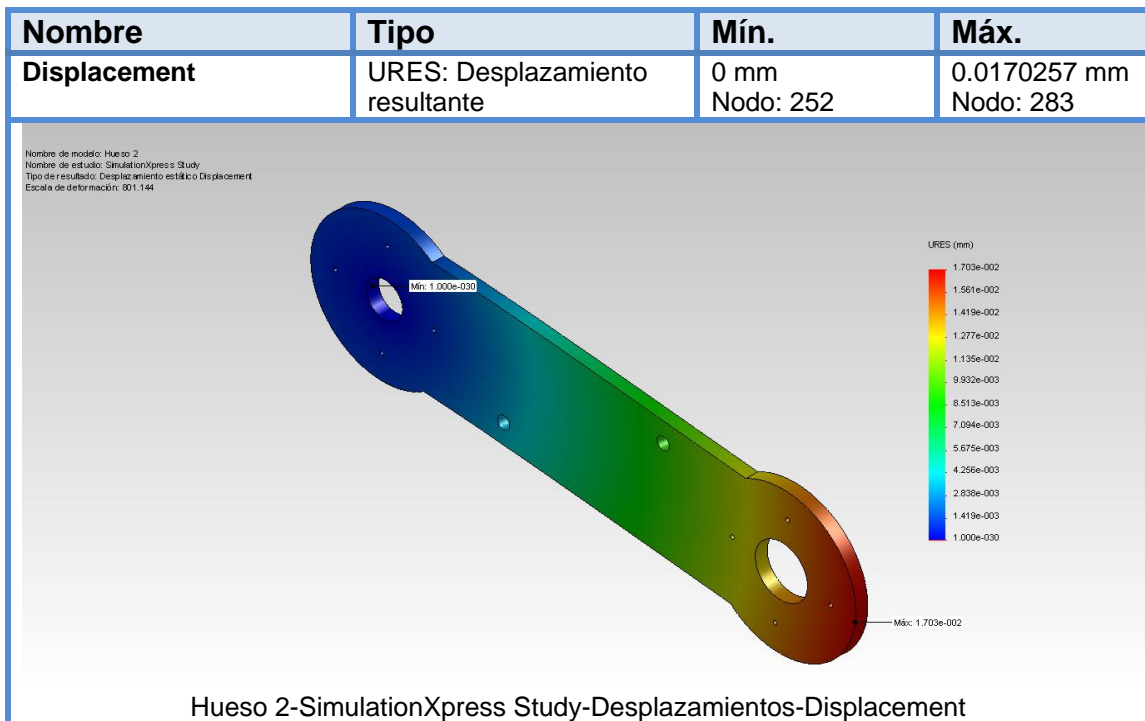 Nombre Tipo Mín. Máx.
Displacement URES: Desplazamiento resultante 0 mm Nodo: 252 0.0170257 mm Nodo: 283
Nombre de modelo: Hueso 2
Nombre de estudio: SimulationXpress Study
Tipo de resultado: Desplazamiento estático Displacement
Escala de deformación: 801.144
URES (mm)
1.703e-002
1.561e-002
1.419e-002
1.277e-002
1.135e-002
9.932e-003
8.513e-003
7.094e-003
5.675e-003
4.256e-003
2.838e-003
1.419e-003
1.000e-030
Mín: 1.000e-030
Máx: 1.703e-002
Hueso 2-SimulationXpress Study-Desplazamientos-Displacement